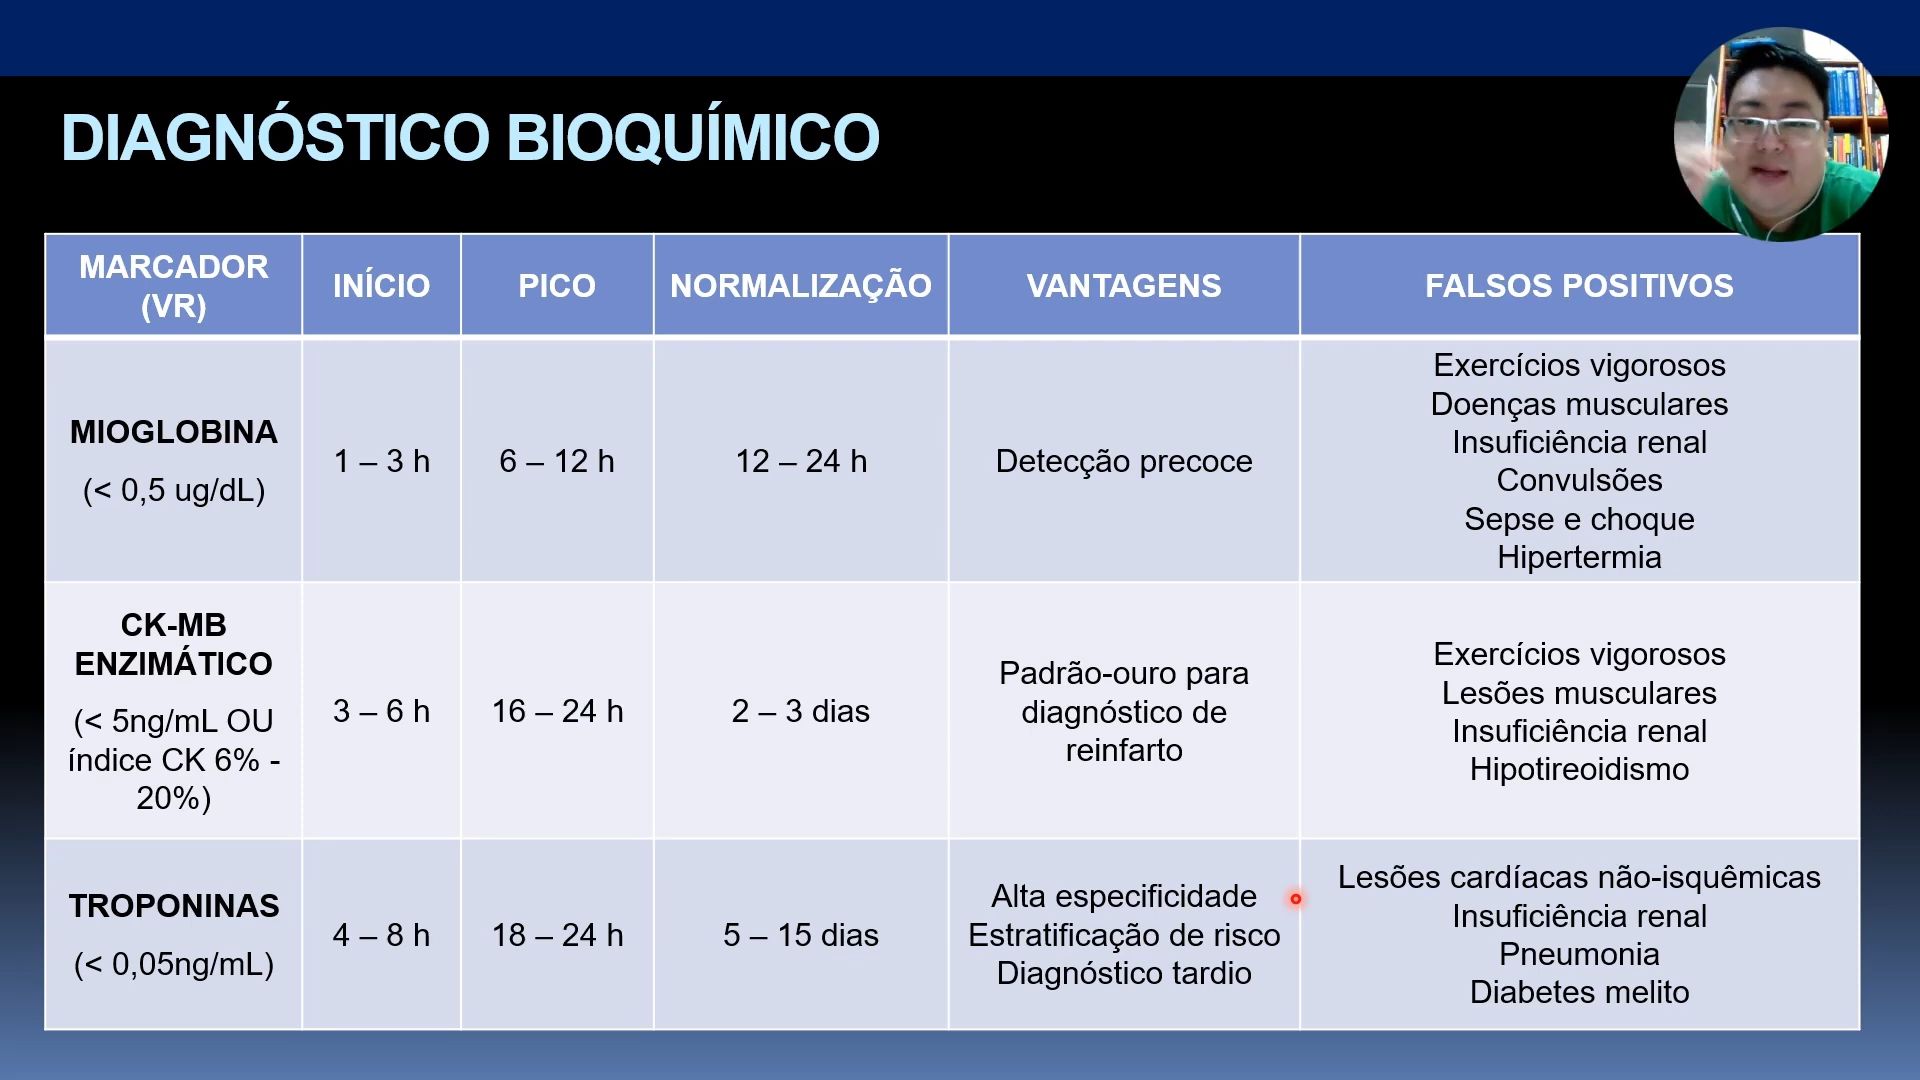 DIAGNÓSTICO BIOQUÍMICO
MARCADOR
(VR)
INÍCIO
PICO
NORMALIZAÇÃO
VANTAGENS
FALSOS POSITIVOS
MIOGLOBINA
(< 0,5 ug/dL)
1 – 3 h
6 – 12 h
12 – 24 h
Detecção precoce
Exercícios vigorosos
Doenças musculares
Insuficiência renal
Convulsões
Sepse e choque
Hipertermia
CK-MB
ENZIMÁTICO
(< 5ng/mL OU
índice CK 6% -
20%)
3 – 6 h
16 – 24 h
2 – 3 dias
Padrão-ouro para
diagnóstico de
reinfarto
Exercícios vigorosos
Lesões musculares
Insuficiência renal
Hipotireoidismo
TROPONINAS
(< 0,05ng/mL)
4 – 8 h
18 – 24 h
5 – 15 dias
Alta especificidade
Estratificação de risco
Diagnóstico tardio
Lesões cardíacas não-isquêmicas
Insuficiência renal
Pneumonia
Diabetes melito